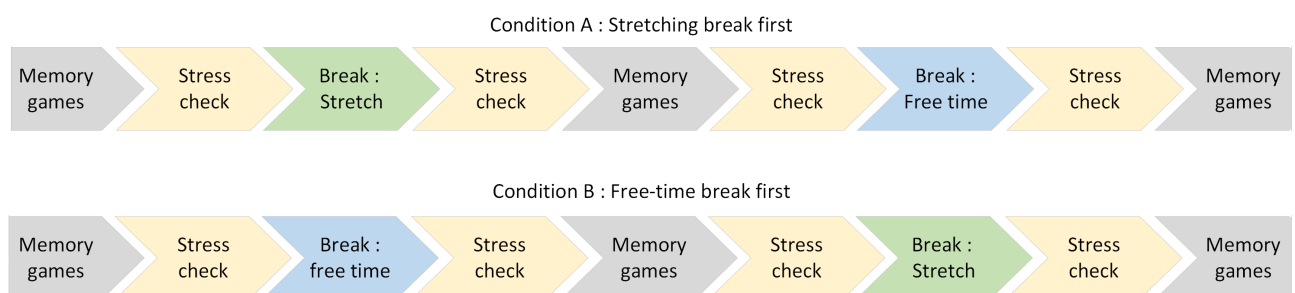 Condition A : Stretching break first
Memory games
Stress check
Break : Stretch
Stress check
Memory games
Stress check
Break : Free time
Stress check
Memory games
Condition B : Free-time break first
Memory games
Stress check
Break : free time
Stress check
Memory games
Stress check
Break : Stretch
Stress check
Memory games